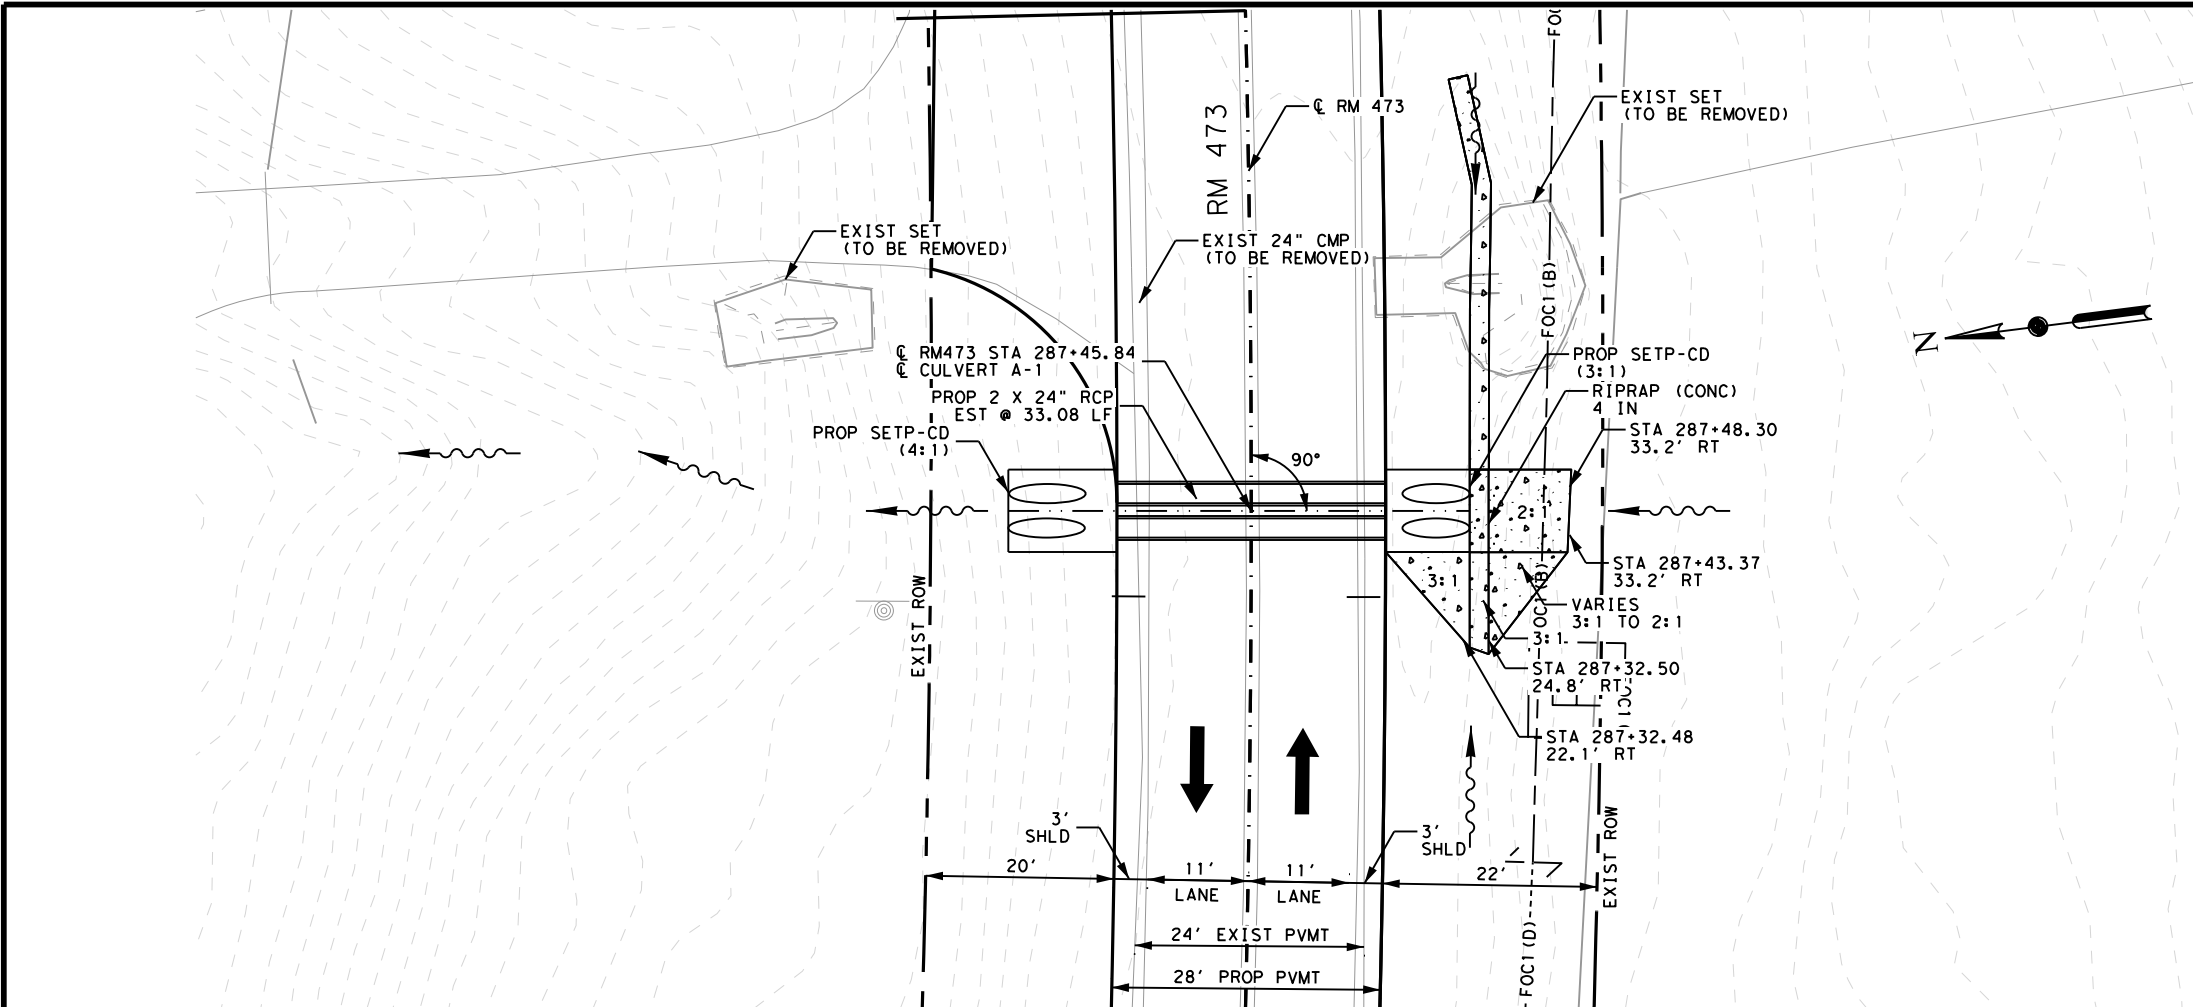 FOC
℄ RM 473
EXIST SET
(TO BE REMOVED)
RM 473
EXIST SET
(TO BE REMOVED)
EXIST 24" CMP
(TO BE REMOVED)
FOC1(B)
N
℄ RM473 STA 287+45.84
℄ CULVERT A-1
PROP SETP-CD
(3:1)
PROP 2 X 24" RCP
EST @ 33.08 LF
RIPRAP (CONC)
4 IN
PROP SETP-CD
(4:1)
STA 287+48.30
33.2' RT
90°
2:1
STA 287+43.37
33.2' RT
3:1
FOC1(B)
VARIES
3:1 TO 2:1
EXIST ROW
3:1
STA 287+32.50
24.8' RT
STA 287+32.48
22.1' RT
3'
SHLD
3'
SHLD
EXIST ROW
20'
11'
LANE
11'
LANE
22'
24' EXIST PVMT
FOC1(D)
28' PROP PVMT